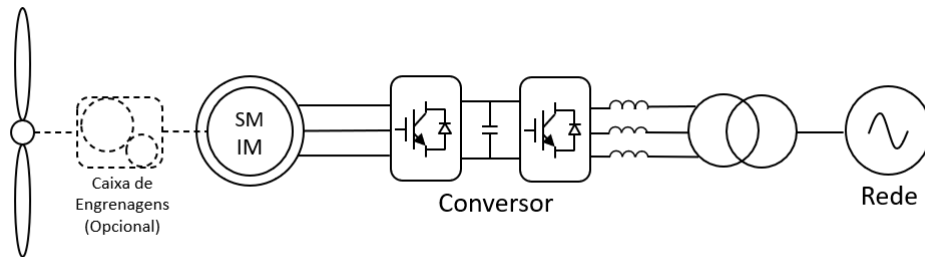 SM
IM
Caixa de
Engrenagens
(Opcional)
Conversor
Rede